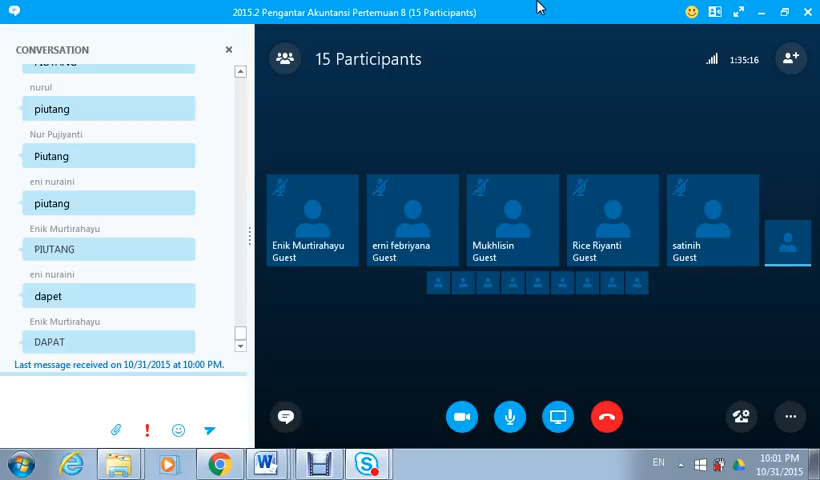 2015.2 Pengantar Akuntansi Pertemuan 8 (15 Participants)
CONVERSATION
PIUTANG
nurul
piutang
Nur Pujiyanti
Piutang
eni nuraini
piutang
Enik Murtirahayu
PIUTANG
eni nuraini
dapet
Enik Murtirahayu
DAPAT
Last message received on 10/31/2015 at 10:00 PM.
15 Participants
1:35:16
Enik Murtirahayu
Guest
erni febriyana
Guest
Mukhlisin
Guest
Rice Riyanti
Guest
satinih
Guest
EN
10:01 PM
10/31/2015